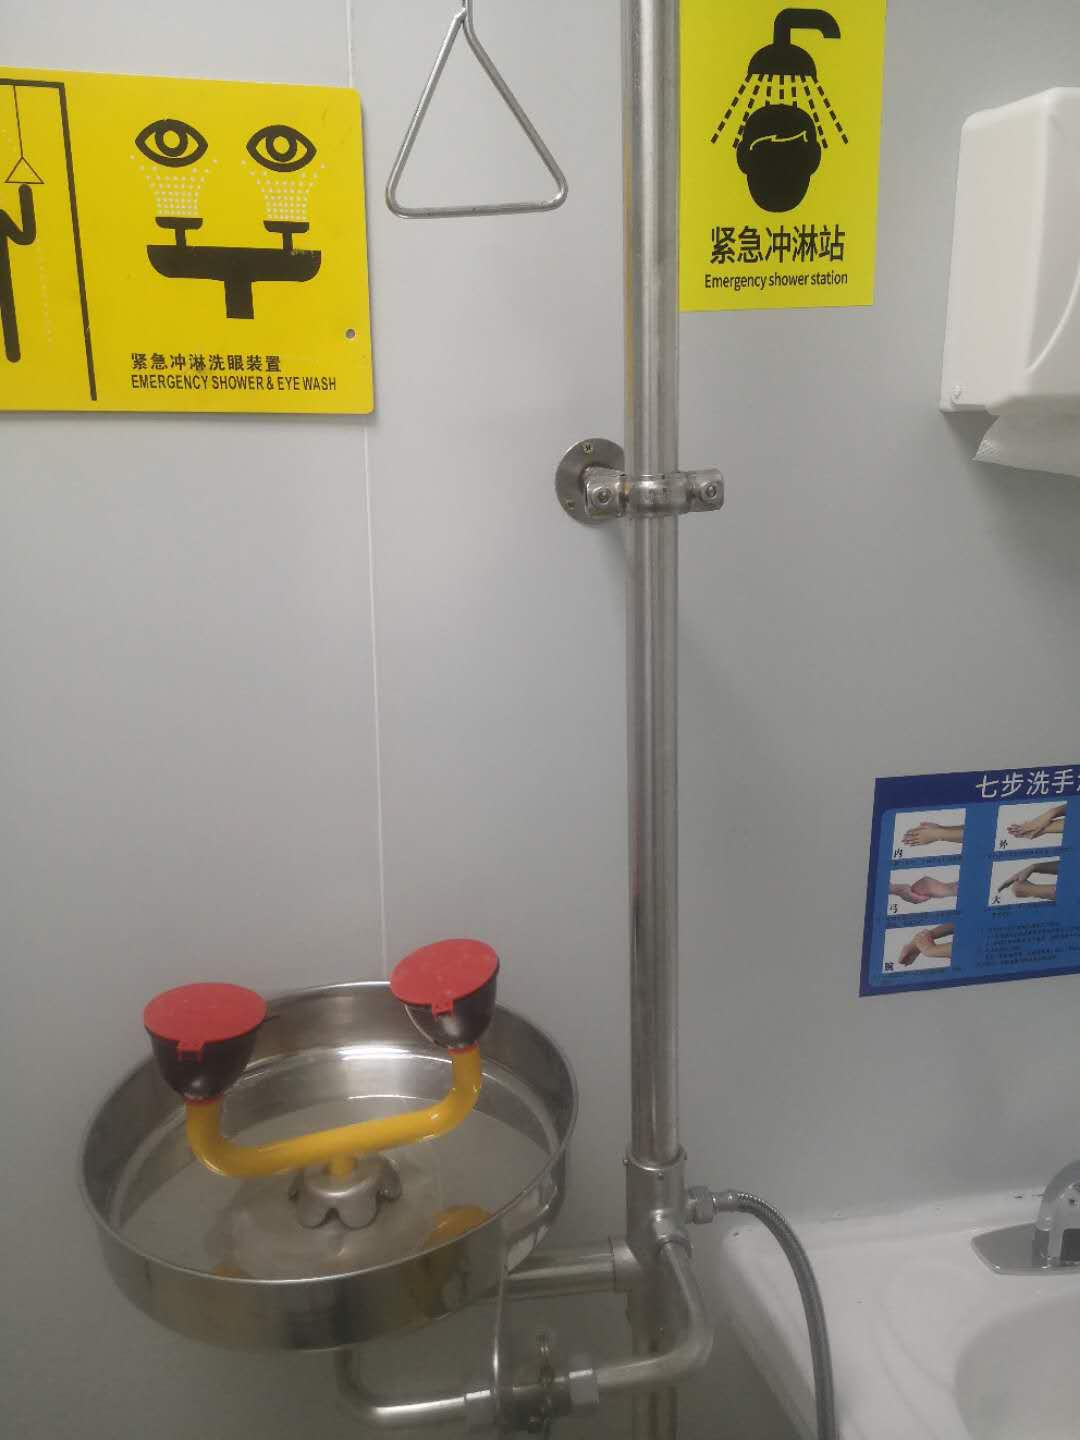 紧急冲淋洗眼装置
EMERGENCY SHOWER & EYE WASH
紧急冲淋站
Emergency shower station
七步洗手
内
外
弓
大
腕